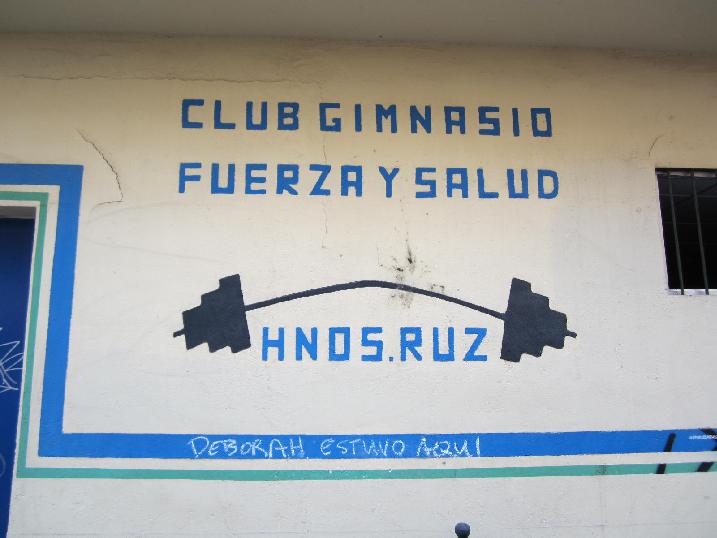 CLUB GIMNASIO
FUERZA Y SALUD
HNOS.RUZ
DEBORAH ESTUVO AQUI